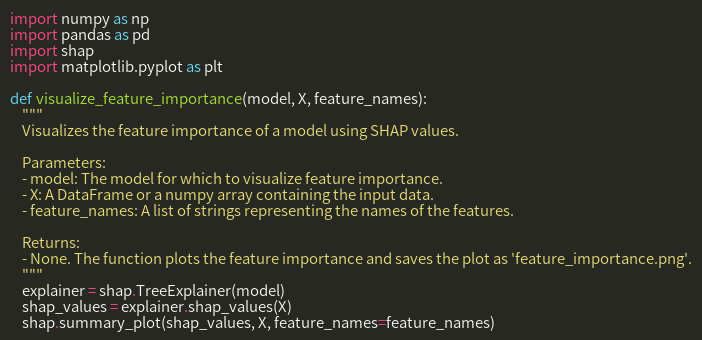 import numpy as np
import pandas as pd
import shap
import matplotlib.pyplot as plt

def visualize_feature_importance(model, X, feature_names):
    """
    Visualizes the feature importance of a model using SHAP values.

    Parameters:
    - model: The model for which to visualize feature importance.
    - X: A DataFrame or a numpy array containing the input data.
    - feature_names: A list of strings representing the names of the features.

    Returns:
    - None. The function plots the feature importance and saves the plot as 'feature_importance.png'.
    """
    explainer = shap.TreeExplainer(model)
    shap_values = explainer.shap_values(X)
    shap.summary_plot(shap_values, X, feature_names=feature_names)